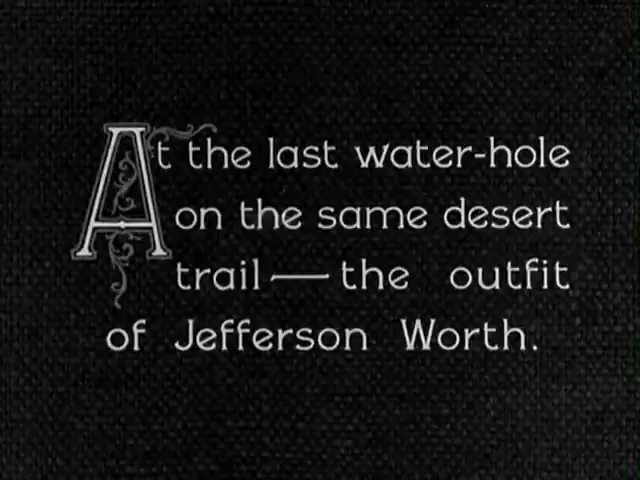 At the last water-hole
on the same desert
trail — the outfit
of Jefferson Worth.